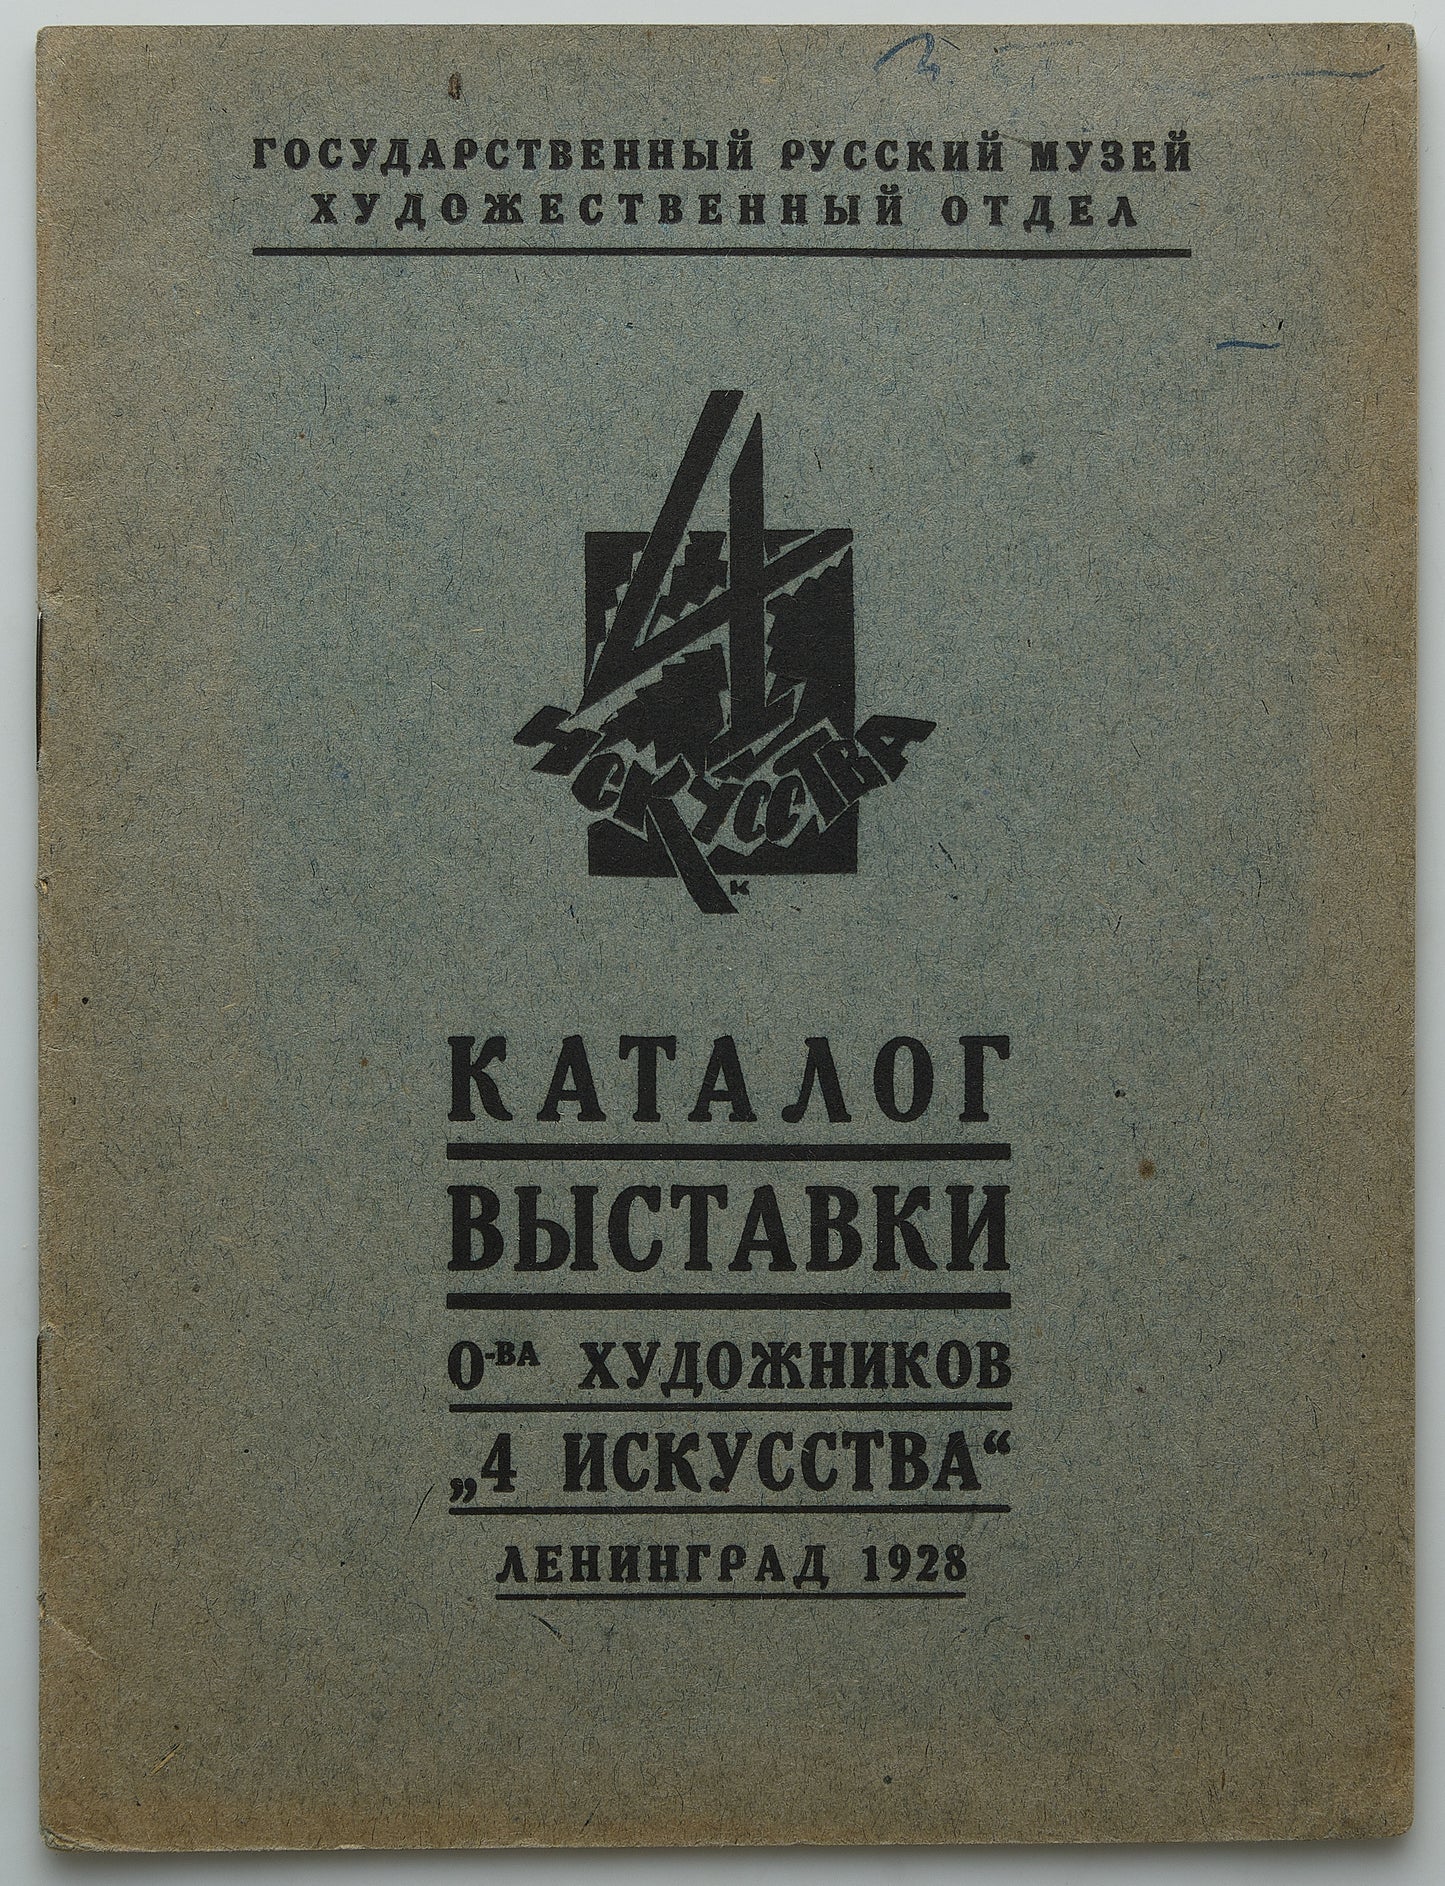 ГОСУДАРСТВЕННЫЙ РУССКИЙ МУЗЕЙ
ХУДОЖЕСТВЕННЫЙ ОТДЕЛ
4
ИСКУССТВА
К
КАТАЛОГ
ВЫСТАВКИ
О-ВА ХУДОЖНИКОВ
„4 ИСКУССТВА“
ЛЕНИНГРАД 1928